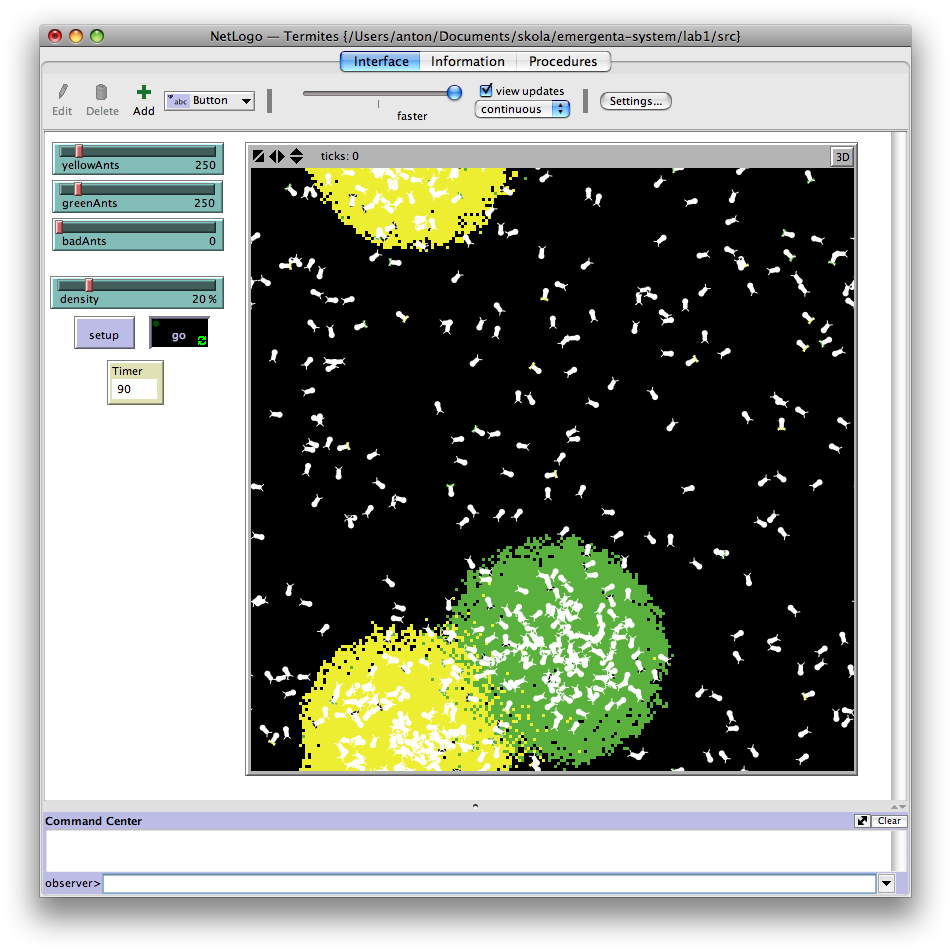 NetLogo — Termites {/Users/anton/Documents/skola/emergenta-system/lab1/src}
Interface Information Procedures
Edit Delete Add abc Button faster view updates continuous Settings...
yellowAnts 250
greenAnts 250
badAnts 0
density 20 %
setup go
Timer
90
ticks: 0 3D
Command Center Clear
observer>